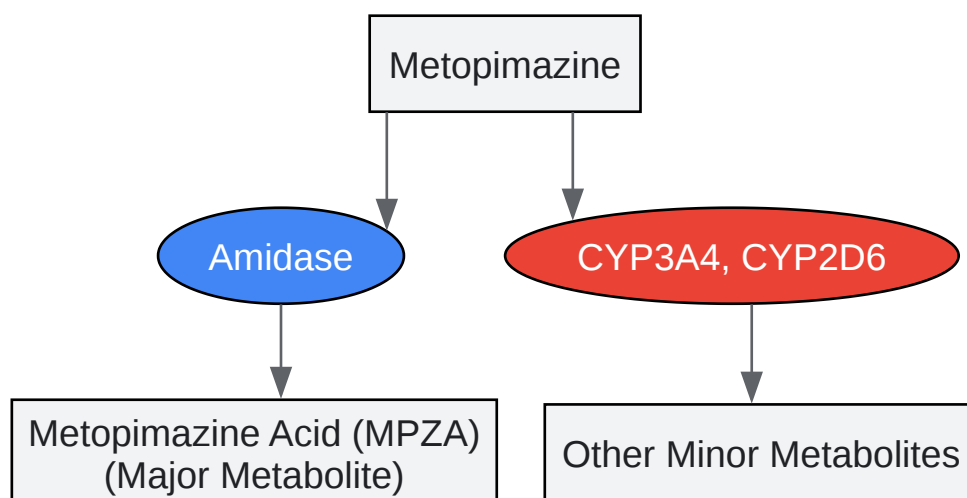 Metopimazine
Amidase
CYP3A4, CYP2D6
Metopimazine Acid (MPZA)
(Major Metabolite)
Other Minor Metabolites